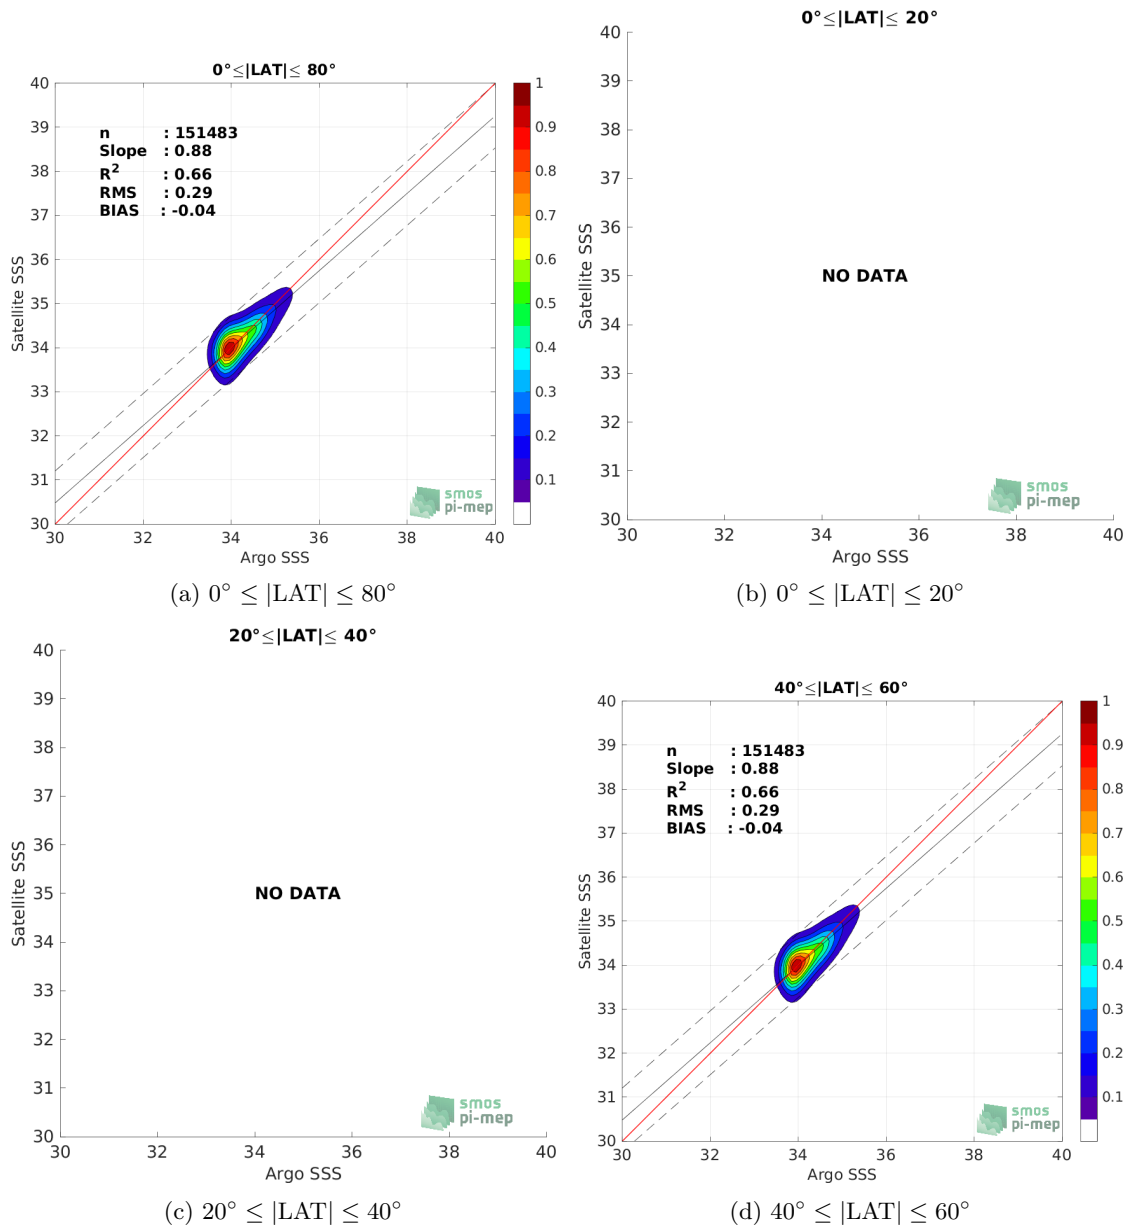 0°≤|LAT|≤ 80°
40
39
38
37
36
35
34
33
32
31
30
Satellite SSS
n : 151483
Slope : 0.88
R2 : 0.66
RMS : 0.29
BIAS : -0.04
smos
pi-mep
30 32 34 36 38 40
Argo SSS
1
0.9
0.8
0.7
0.6
0.5
0.4
0.3
0.2
0.1
(a) 0° ≤ |LAT| ≤ 80°
0°≤|LAT|≤ 20°
40
39
38
37
36
35
34
33
32
31
30
Satellite SSS
NO DATA
smos
pi-mep
30 32 34 36 38 40
Argo SSS
(b) 0° ≤ |LAT| ≤ 20°
20°≤|LAT|≤ 40°
40
39
38
37
36
35
34
33
32
31
30
Satellite SSS
NO DATA
smos
pi-mep
30 32 34 36 38 40
Argo SSS
(c) 20° ≤ |LAT| ≤ 40°
40°≤|LAT|≤ 60°
40
39
38
37
36
35
34
33
32
31
30
Satellite SSS
n : 151483
Slope : 0.88
R2 : 0.66
RMS : 0.29
BIAS : -0.04
smos
pi-mep
30 32 34 36 38 40
Argo SSS
1
0.9
0.8
0.7
0.6
0.5
0.4
0.3
0.2
0.1
(d) 40° ≤ |LAT| ≤ 60°